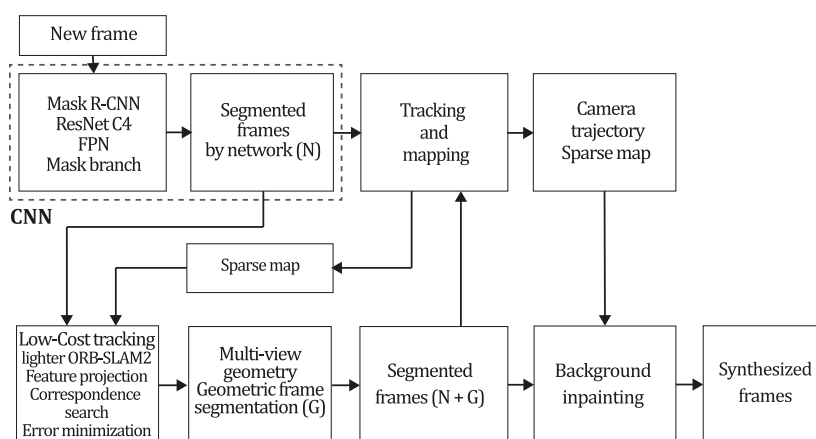 New frame
Mask R-CNN
ResNet C4
FPN
Mask branch
Segmented
frames
by network (N)
Tracking
and
mapping
Camera
trajectory
Sparse map
CNN
Sparse map
Low-Cost tracking
lighter ORB-SLAM2
Feature projection
Correspondence
search
Error minimization
Multi-view
geometry
Geometric frame
segmentation (G)
Segmented
frames (N + G)
Background
inpainting
Synthesized
frames